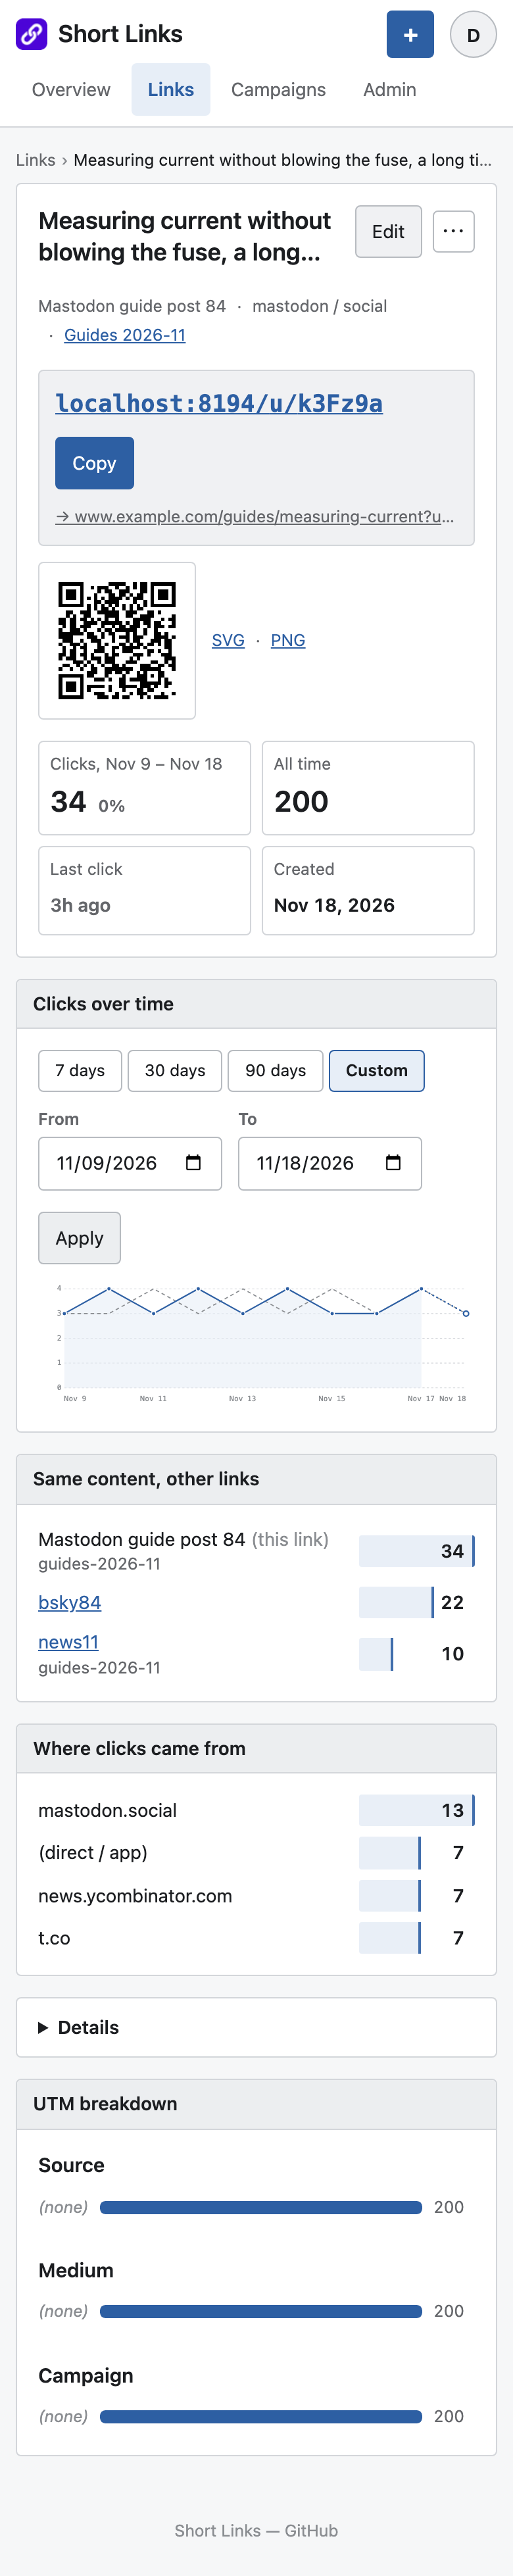 Short Links
+
D
Overview
Links
Campaigns
Admin
Links › Measuring current without blowing the fuse, a long ti...
Measuring current without
blowing the fuse, a long...
Edit
···
Mastodon guide post 84 · mastodon / social
· Guides 2026-11
localhost:8194/u/k3Fz9a
Copy
→ www.example.com/guides/measuring-current?u...
SVG · PNG
Clicks, Nov 9 – Nov 18
34 0%
All time
200
Last click
3h ago
Created
Nov 18, 2026
Clicks over time
7 days
30 days
90 days
Custom
From
To
11/09/2026
11/18/2026
Apply
4
3
2
1
0
Nov 9
Nov 11
Nov 13
Nov 15
Nov 17
Nov 18
Same content, other links
Mastodon guide post 84 (this link)
guides-2026-11
34
bsky84
22
news11
guides-2026-11
10
Where clicks came from
mastodon.social
13
(direct / app)
7
news.ycombinator.com
7
t.co
7
Details
UTM breakdown
Source
(none)
200
Medium
(none)
200
Campaign
(none)
200
Short Links — GitHub